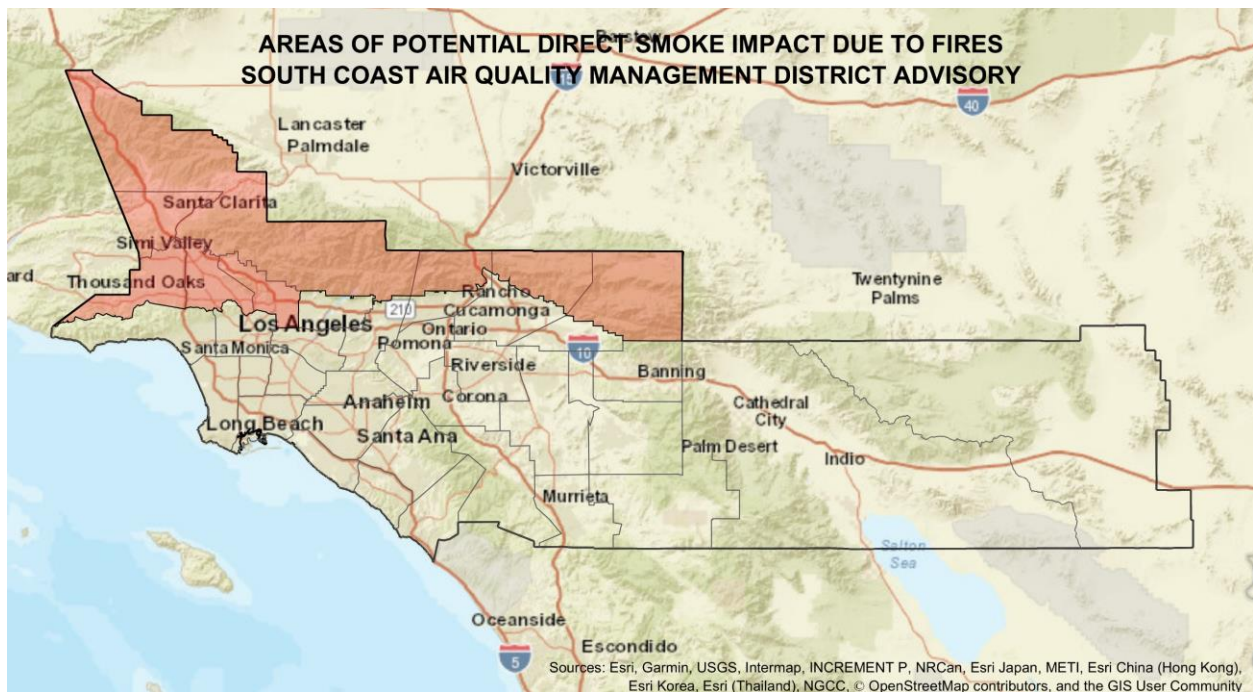 AREAS OF POTENTIAL DIRECT SMOKE IMPACT DUE TO FIRES
SOUTH COAST AIR QUALITY MANAGEMENT DISTRICT ADVISORY
Barstow
15
40
Lancaster
Palmdale
Victorville
Santa Clarita
Simi Valley
ard
Thousand Oaks
Twentynine
Palms
Rancho
Cucamonga
210
Los Angeles
Ontario
Santa Monica
Pomona
10
Riverside
Banning
Anaheim
Corona
Cathedral
City
Long Beach
Santa Ana
Palm Desert
Indio
Murrieta
Salton
Sea
Oceanside
Escondido
5
Sources: Esri, Garmin, USGS, Intermap, INCREMENT P, NRCan, Esri Japan, METI, Esri China (Hong Kong),
Esri Korea, Esri (Thailand), NGCC, © OpenStreetMap contributors, and the GIS User Community